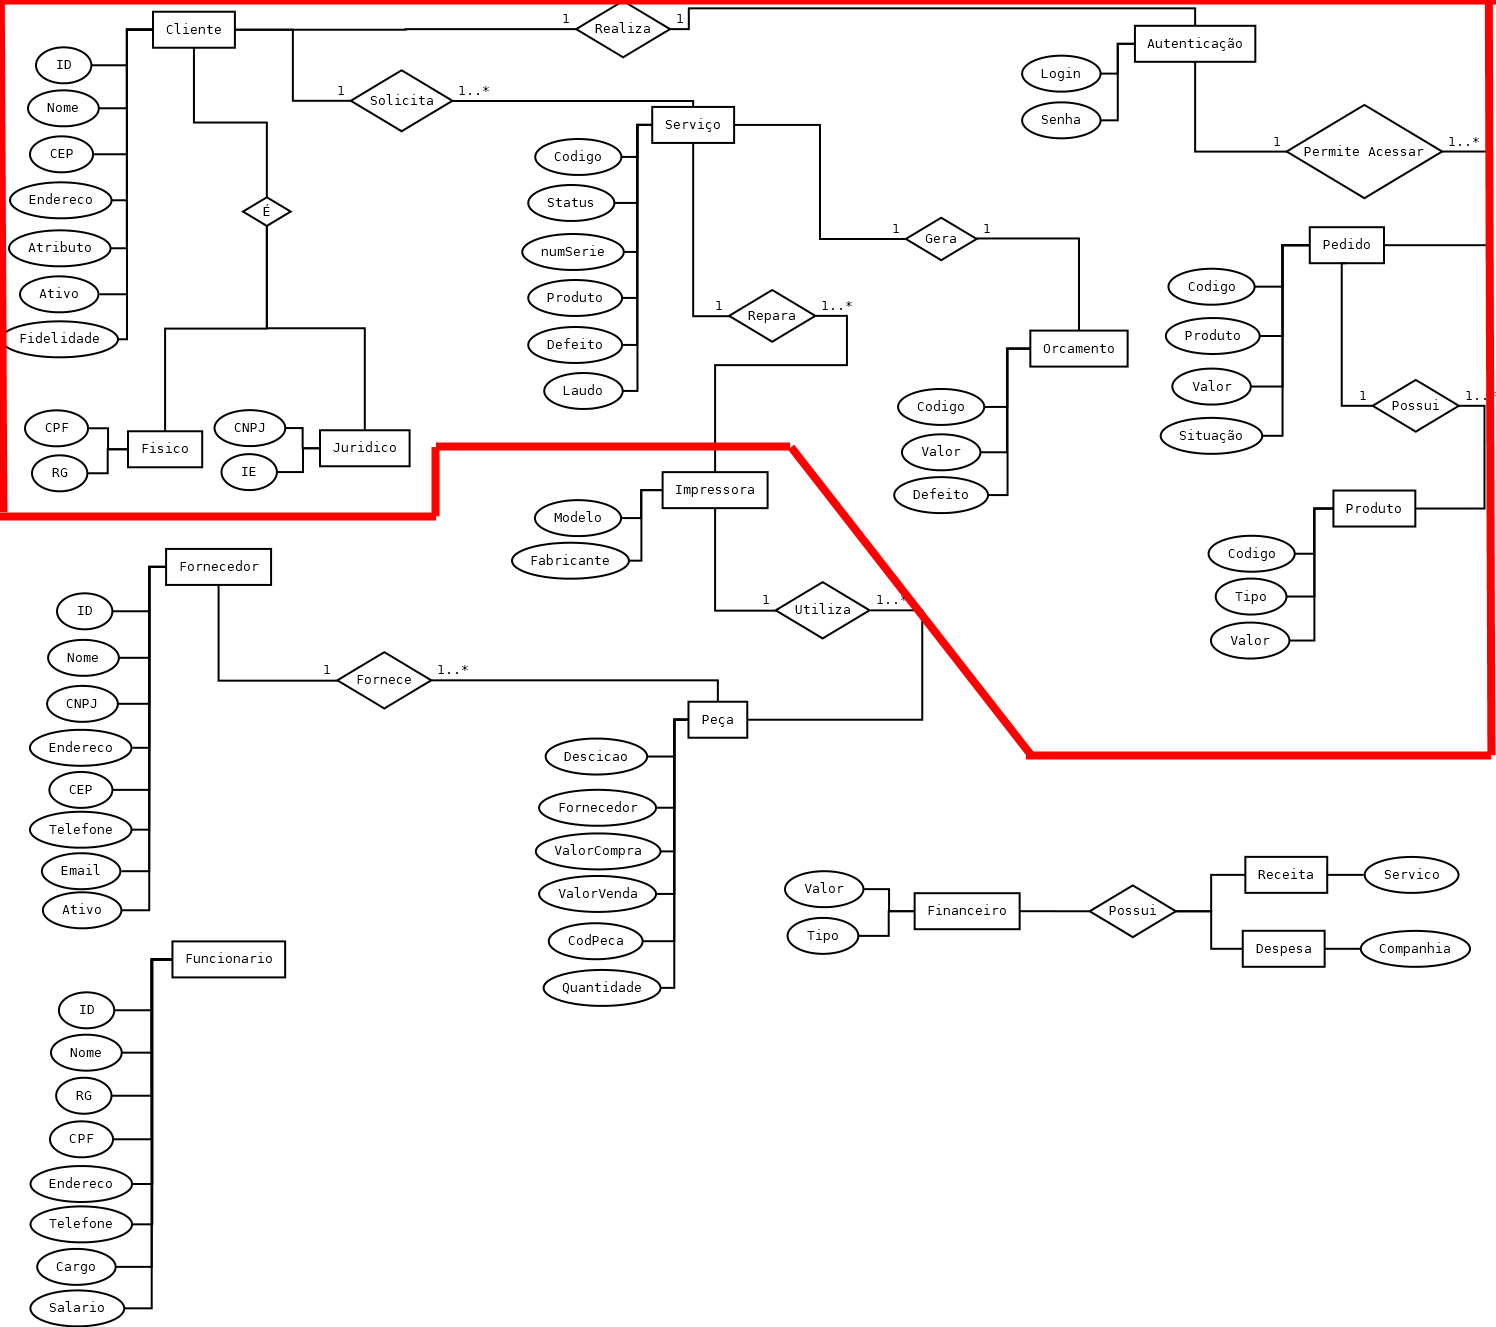 Cliente
1
Realiza
1
Autenticação
ID
Nome
CEP
Endereco
Atributo
Ativo
Fidelidade
1
Solicita
1..*
Login
Senha
1
Permite Acessar
1..*
É
Serviço
Codigo
Status
numSerie
Produto
Defeito
Laudo
1
Gera
1
1
Repara
1..*
Orcamento
Codigo
Valor
Defeito
Pedido
Codigo
Produto
Valor
Situação
1
Possui
1..*
Produto
Codigo
Tipo
Valor
CPF
RG
Fisico
CNPJ
IE
Juridico
Impressora
Modelo
Fabricante
1
Utiliza
1..*
Fornecedor
ID
Nome
CNPJ
Endereco
CEP
Telefone
Email
Ativo
1
Fornece
1..*
Peça
Descicao
Fornecedor
ValorCompra
ValorVenda
CodPeca
Quantidade
Valor
Tipo
Financeiro
Possui
Receita
Servico
Despesa
Companhia
Funcionario
ID
Nome
RG
CPF
Endereco
Telefone
Cargo
Salario